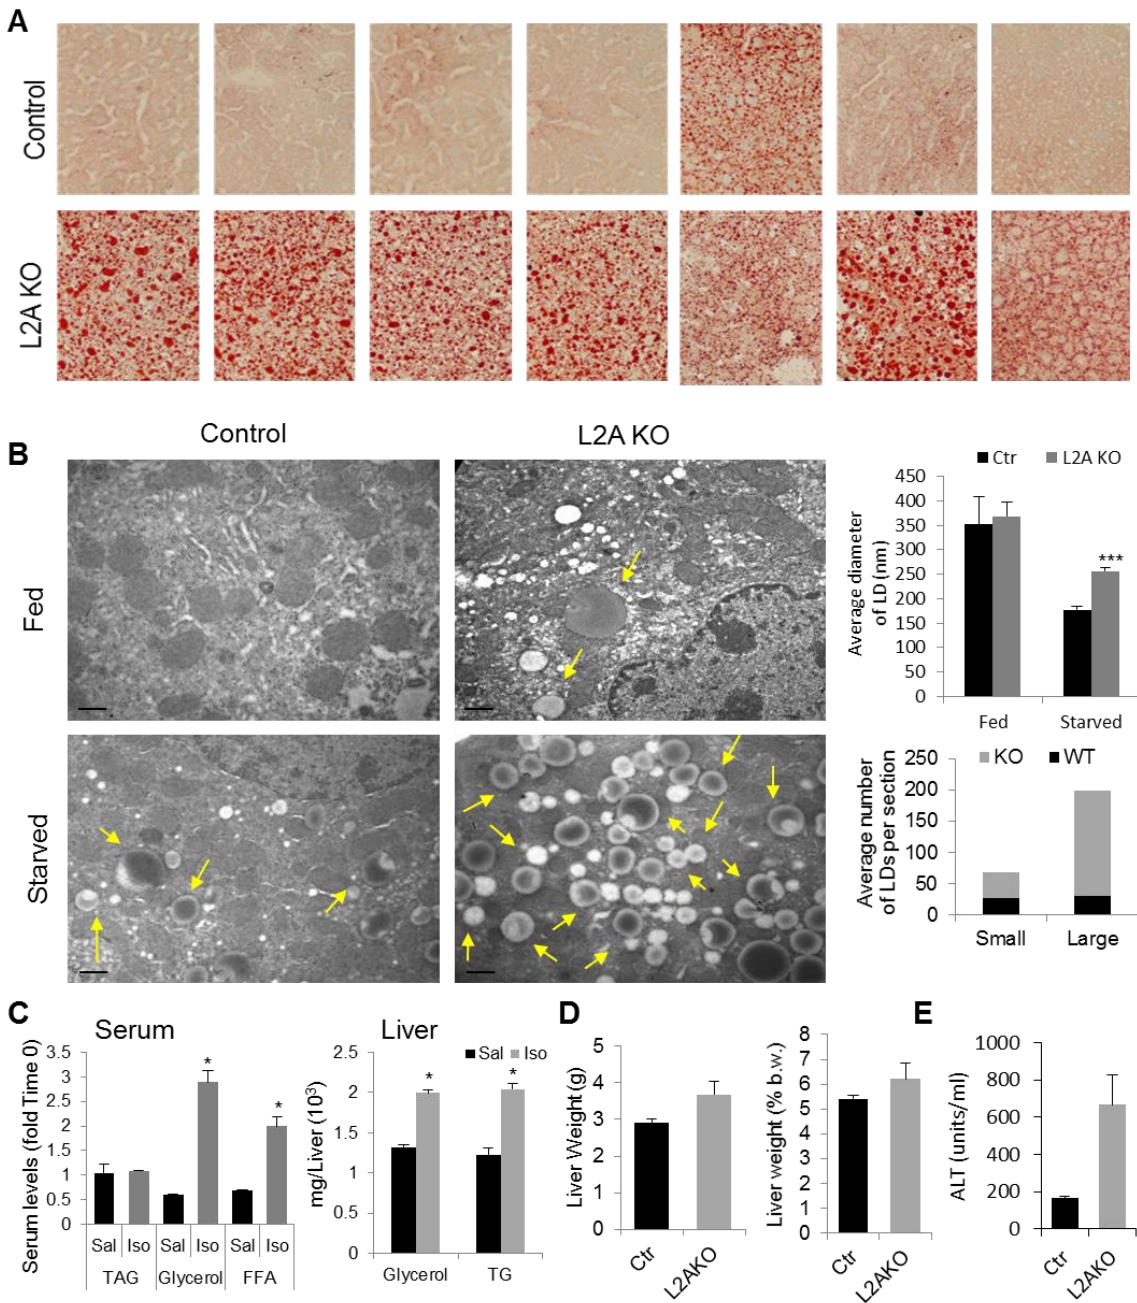 A
Control
L2A KO
B
Control
L2A KO
Fed
Starved
Ctr
L2A KO
Average diameter
of LD (nm)
450
400
350
300
250
200
150
100
50
0
***
Fed
Starved
KO
WT
Average number
of LDsper section
250
200
150
100
50
0
Small
Large
C
Serum
Serum levels (fold Time 0)
3.5
3
2.5
2
1.5
1
0.5
0
*
*
Sal Iso Sal Iso Sal Iso
TAG Glycerol FFA
Liver
Sal Iso
mg/Liver (10³)
2.5
2
1.5
1
0.5
0
*
*
Glycerol
TG
D
Liver Weight (g)
5
4
3
2
1
0
Ctr
L2AKO
Liver weight (% b.w.)
8
7
6
5
4
3
2
1
0
Ctr
L2AKO
E
ALT (units/ml)
1000
800
600
400
200
0
Ctr
L2AKO